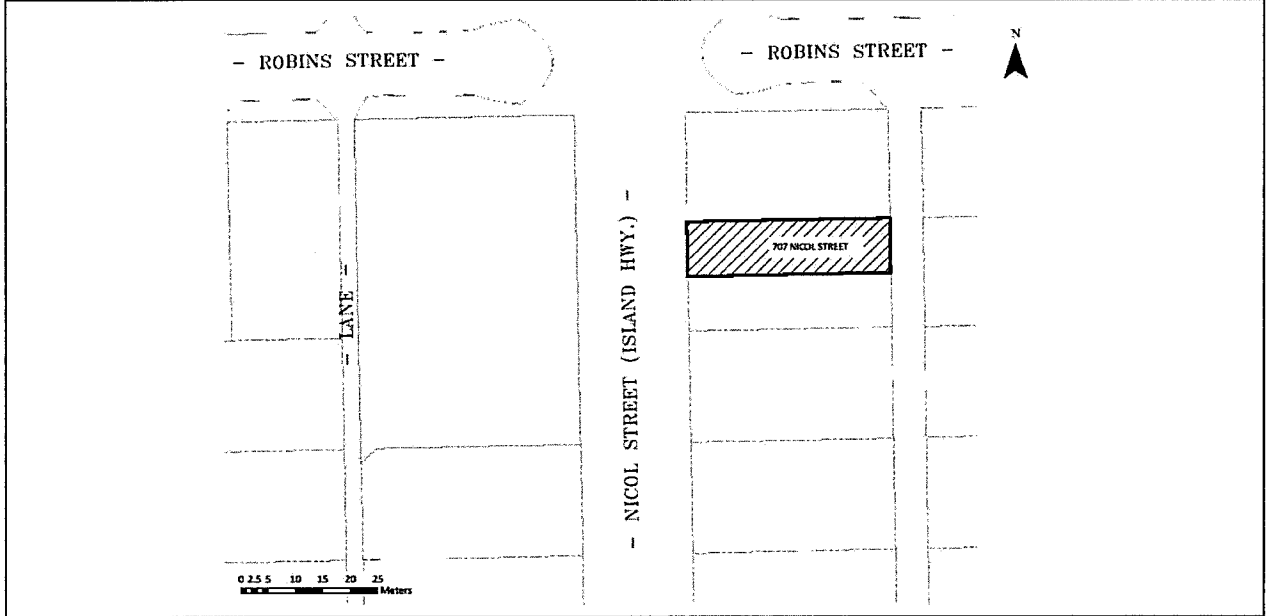 - ROBINS STREET -
- ROBINS STREET -
N
- NICOL STREET (ISLAND HWY.) -
707 NICOL STREET
- LANE -
0 2.5 5 10 15 20 25
Meters